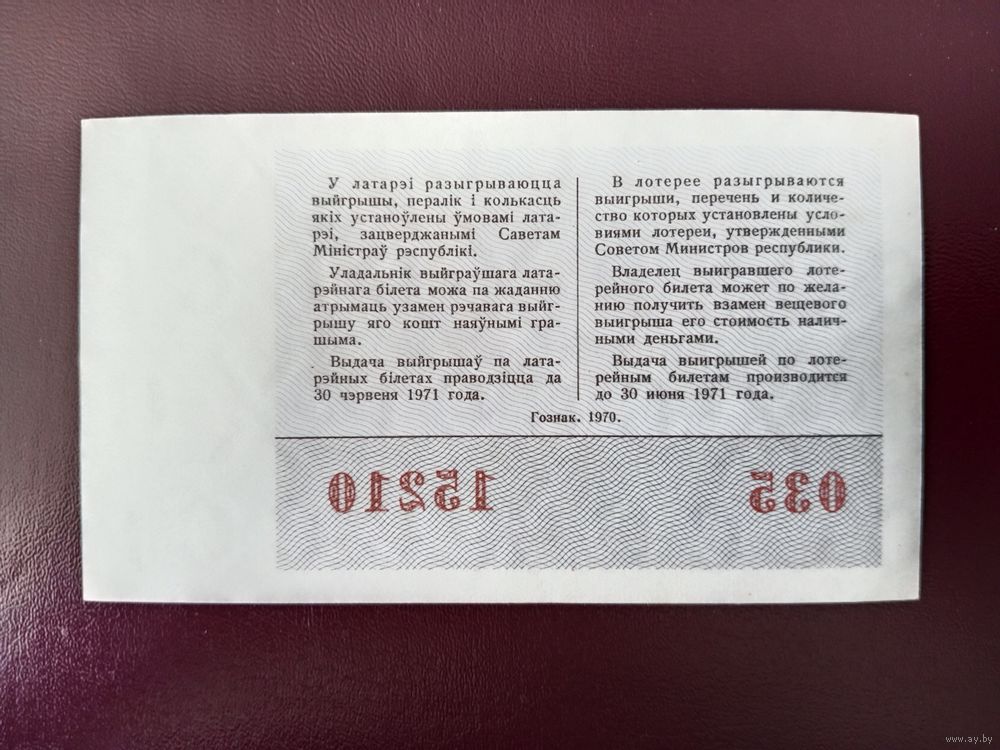 У латарэі разыгрываюцца
выйгрышы, пералік і колькасць
якіх устаноўлены ўмовамі лата-
рэі, зацверджанымі Саветам
Міністраў рэспублікі.
Уладальнік выйграўшага лата-
рэйнага білета можа па жаданню
атрымаць узамен рэчавага выйг-
рышу яго кошт наяўнымі гра-
шыма.
Выдача выйгрышаў па лата-
рэйных білетах праводзіцца да
30 чэрвеня 1971 года.
В лотерее разыгрываются
выигрыши, перечень и количе-
ство которых установлены усло-
виями лотереи, утвержденными
Советом Министров республики.
Владелец выигравшего лоте-
рейного билета может по жела-
нию получить взамен вещевого
выигрыша его стоимость налич-
ными деньгами.
Выдача выигрышей по лоте-
рейным билетам производится
до 30 июня 1971 года.
Гознак. 1970.
035 15210
www.ay.by